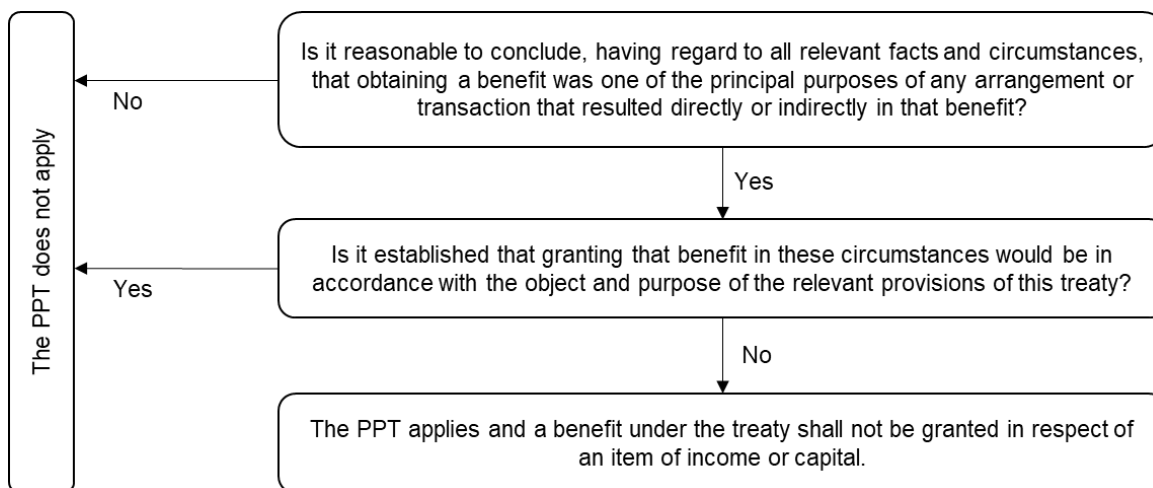 The PPT does not apply
Is it reasonable to conclude, having regard to all relevant facts and circumstances,
that obtaining a benefit was one of the principal purposes of any arrangement or
transaction that resulted directly or indirectly in that benefit?
No
Yes
Is it established that granting that benefit in these circumstances would be in
accordance with the object and purpose of the relevant provisions of this treaty?
Yes
No
The PPT applies and a benefit under the treaty shall not be granted in respect of
an item of income or capital.